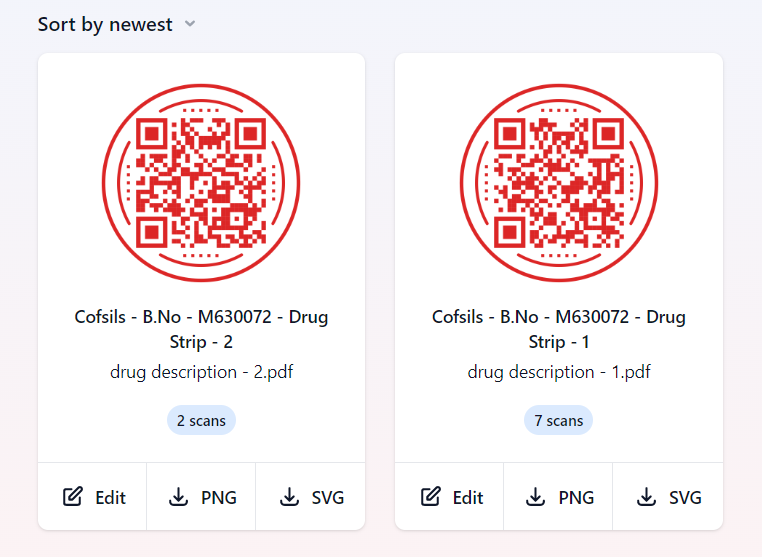 Sort by newest
Cofsils - B.No - M630072 - Drug
Strip - 2
drug description - 2.pdf
2 scans
Edit
PNG
SVG
Cofsils - B.No - M630072 - Drug
Strip - 1
drug description - 1.pdf
7 scans
Edit
PNG
SVG